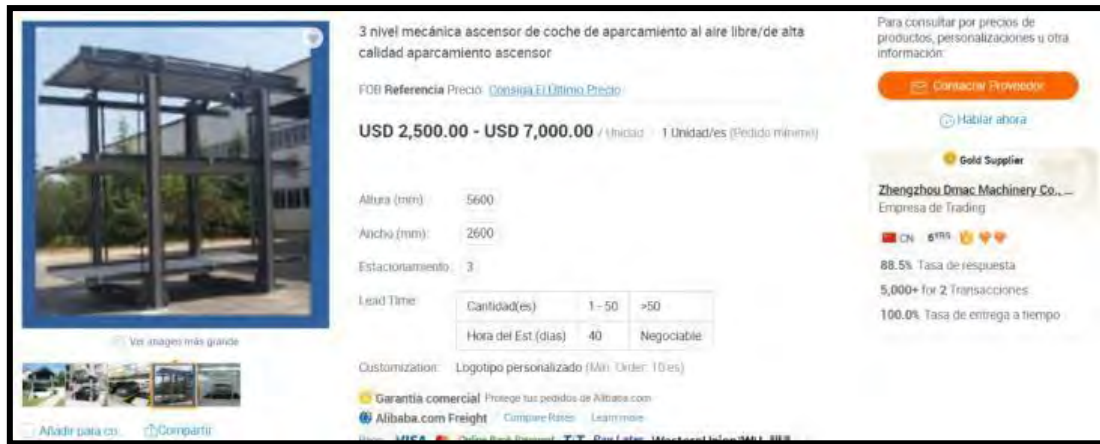 3 nivel mecánica ascensor de coche de aparcamiento al aire libre/de alta
calidad aparcamiento ascensor
FOB Referencia Precio: Consiga El Último Precio
USD 2,500.00 - USD 7,000.00 / Unidad 1 Unidad/es (Pedido mínimo)
Altura (mm): 5600
Ancho (mm): 2600
Estacionamiento: 3
Lead Time: Cantidad(es) 1 - 50 >50
Hora del Est.(días) 40 Negociable
Customization: Logotipo personalizado (Min. Order: 10 es)
Garantía comercial Protege tus pedidos de Alibaba.com
Alibaba.com Freight Compare Rates Learn more
VISA T/T Pay Later WesternUnion WU
Ver imagen más grande
Añadir para co... Compartir
Para consultar por precios de
productos, personalizaciones u otra
información:
Contactar Proveedor
Hablar ahora
Gold Supplier
Zhengzhou Dmac Machinery Co., ...
Empresa de Trading
CN 6YRS
88.5% Tasa de respuesta
5,000+ for 2 Transacciones
100.0% Tasa de entrega a tiempo